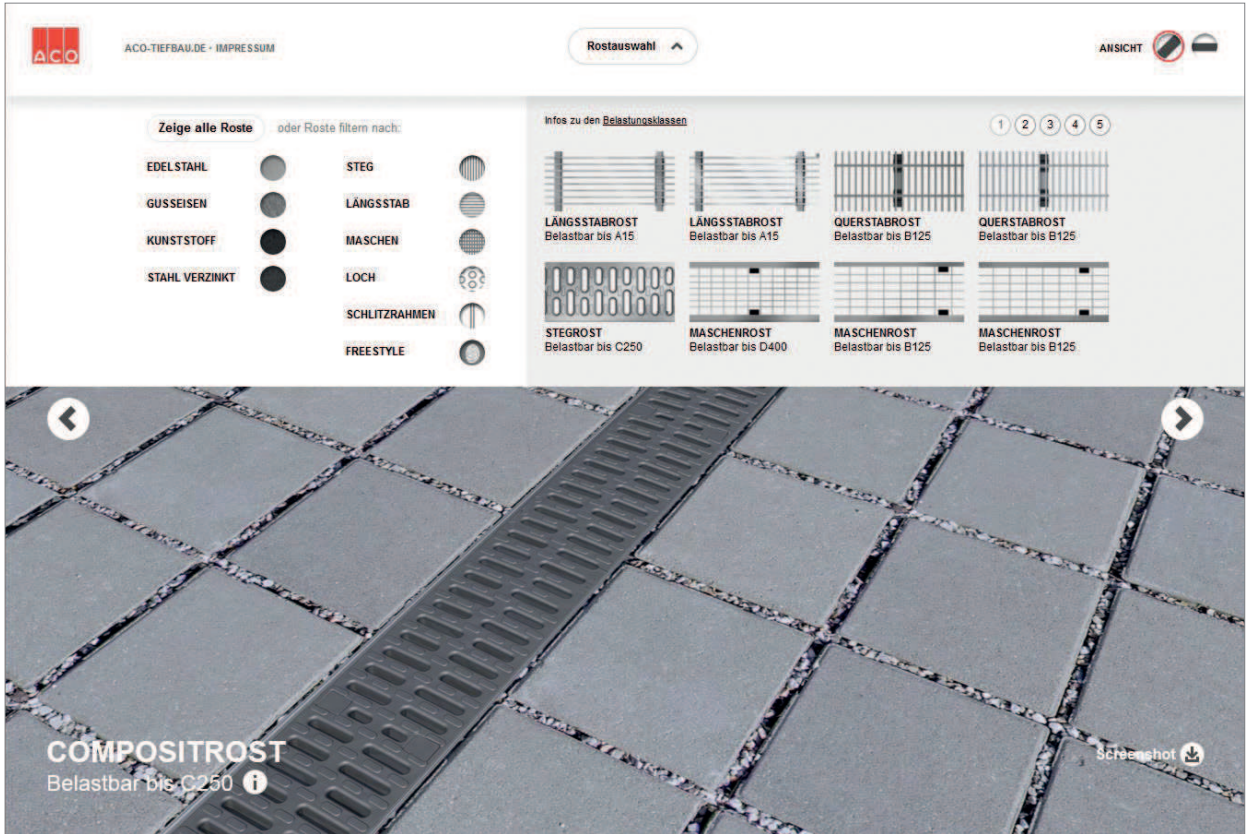 ACO
ACO-TIEFBAU.DE · IMPRESSUM
Rostauswahl
ANSICHT
Zeige alle Roste
oder Roste filtern nach:
EDELSTAHL
GUSSEISEN
KUNSTSTOFF
STAHL VERZINKT
STEG
LÄNGSSTAB
MASCHEN
LOCH
SCHLITZRAHMEN
FREESTYLE
Infos zu den Belastungsklassen
1 2 3 4 5
LÄNGSSTABROST
Belastbar bis A15
LÄNGSSTABROST
Belastbar bis A15
QUERSTABROST
Belastbar bis B125
QUERSTABROST
Belastbar bis B125
STEGROST
Belastbar bis C250
MASCHENROST
Belastbar bis D400
MASCHENROST
Belastbar bis B125
MASCHENROST
Belastbar bis B125
COMPOSITROST
Belastbar bis C250 i
Screenshot